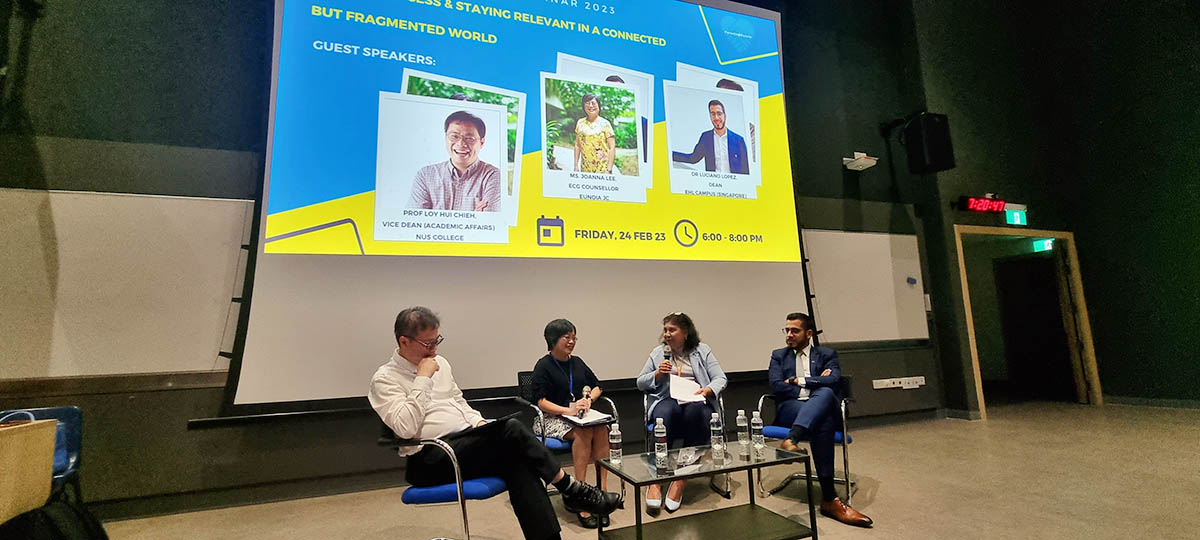 NAR 2023
ESS & STAYING RELEVANT IN A CONNECTED
BUT FRAGMENTED WORLD
GUEST SPEAKERS:
PROF LOY HUI CHIEH,
VICE DEAN (ACADEMIC AFFAIRS)
NUS COLLEGE
MS. JOANNA LEE,
ECG COUNSELLOR
EUNOIA JC
DR LUCIANO LOPEZ,
DEAN
EHL CAMPUS (SINGAPORE)
FRIDAY, 24 FEB 23
6:00 - 8:00 PM
7:20:47